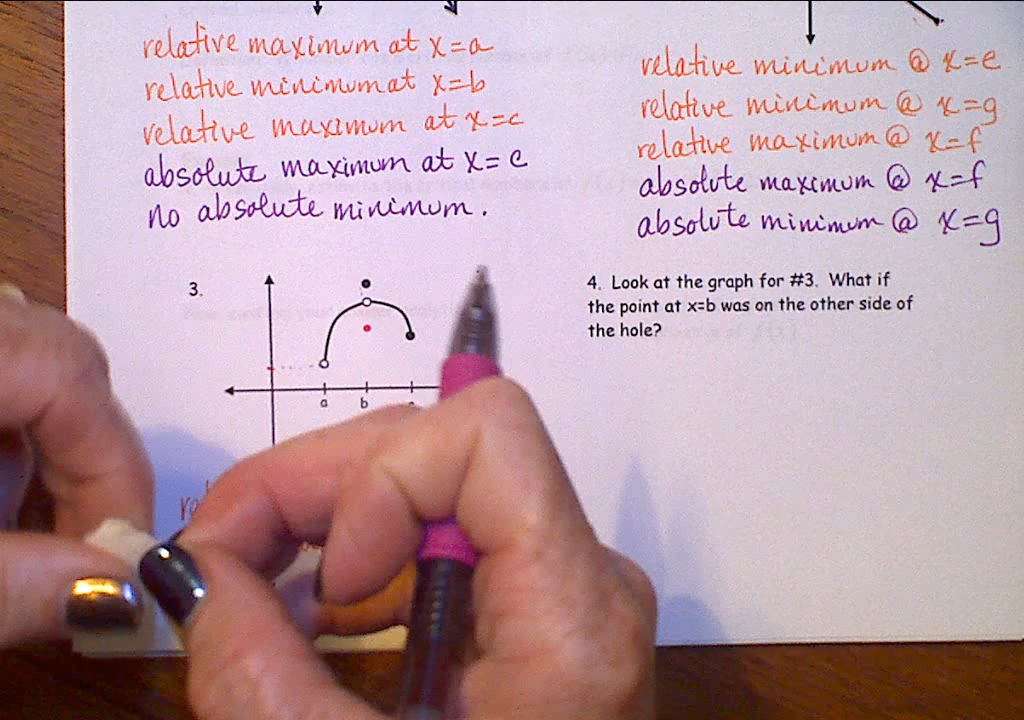 relative maximum at x=a
relative minimum at x=b
relative maximum at x=c
absolute maximum at x=c
no absolute minimum.
relative minimum @ x=e
relative minimum @ x=g
relative maximum @ x=f
absolute maximum @ x=f
absolute minimum @ x=g
3.
a b
4. Look at the graph for #3. What if
the point at x=b was on the other side of
the hole?